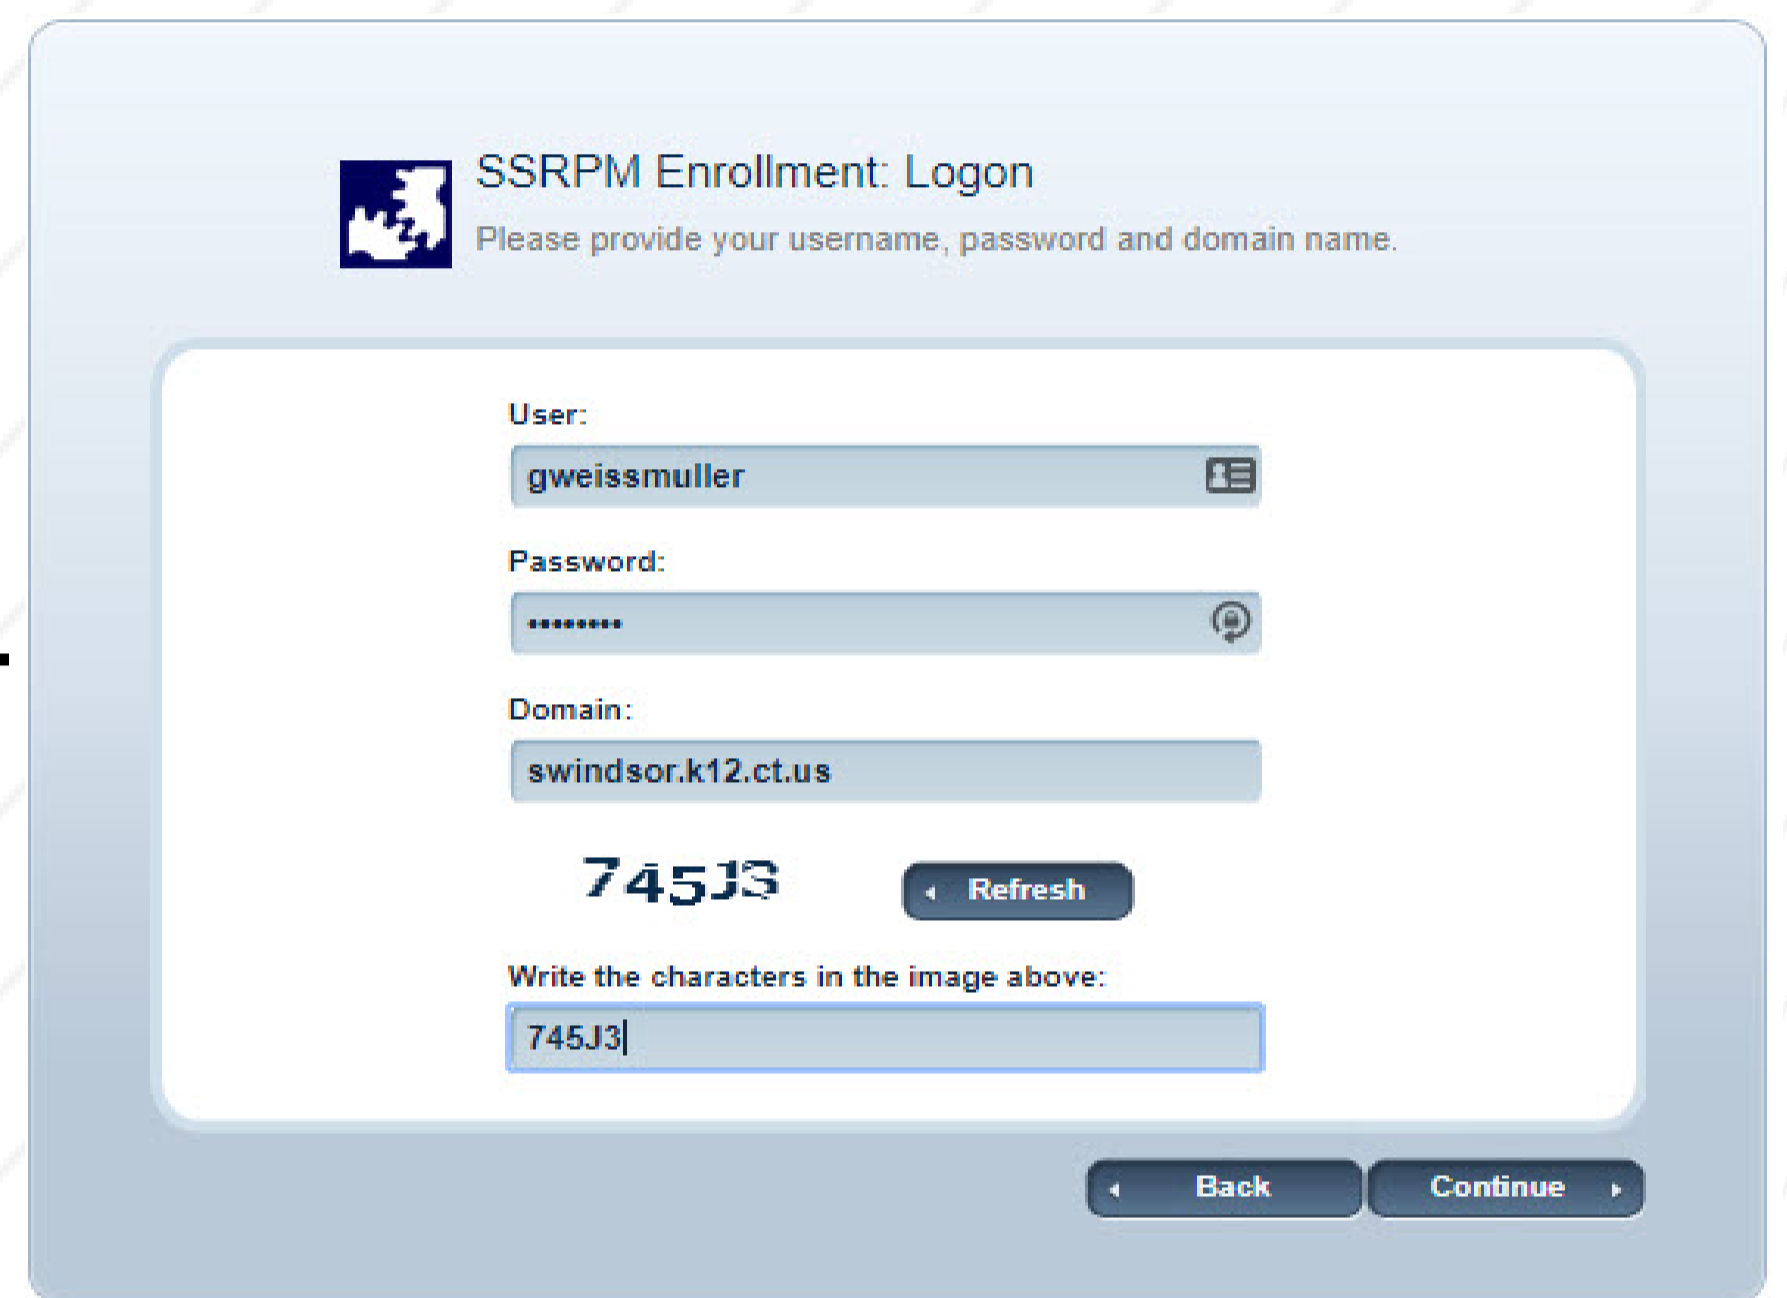 SSRPM Enrollment: Logon
Please provide your username, password and domain name.
User:
gweissmuller
Password:
••••••••
Domain:
swindsor.k12.ct.us
745J3
Refresh
Write the characters in the image above:
745J3
Back
Continue